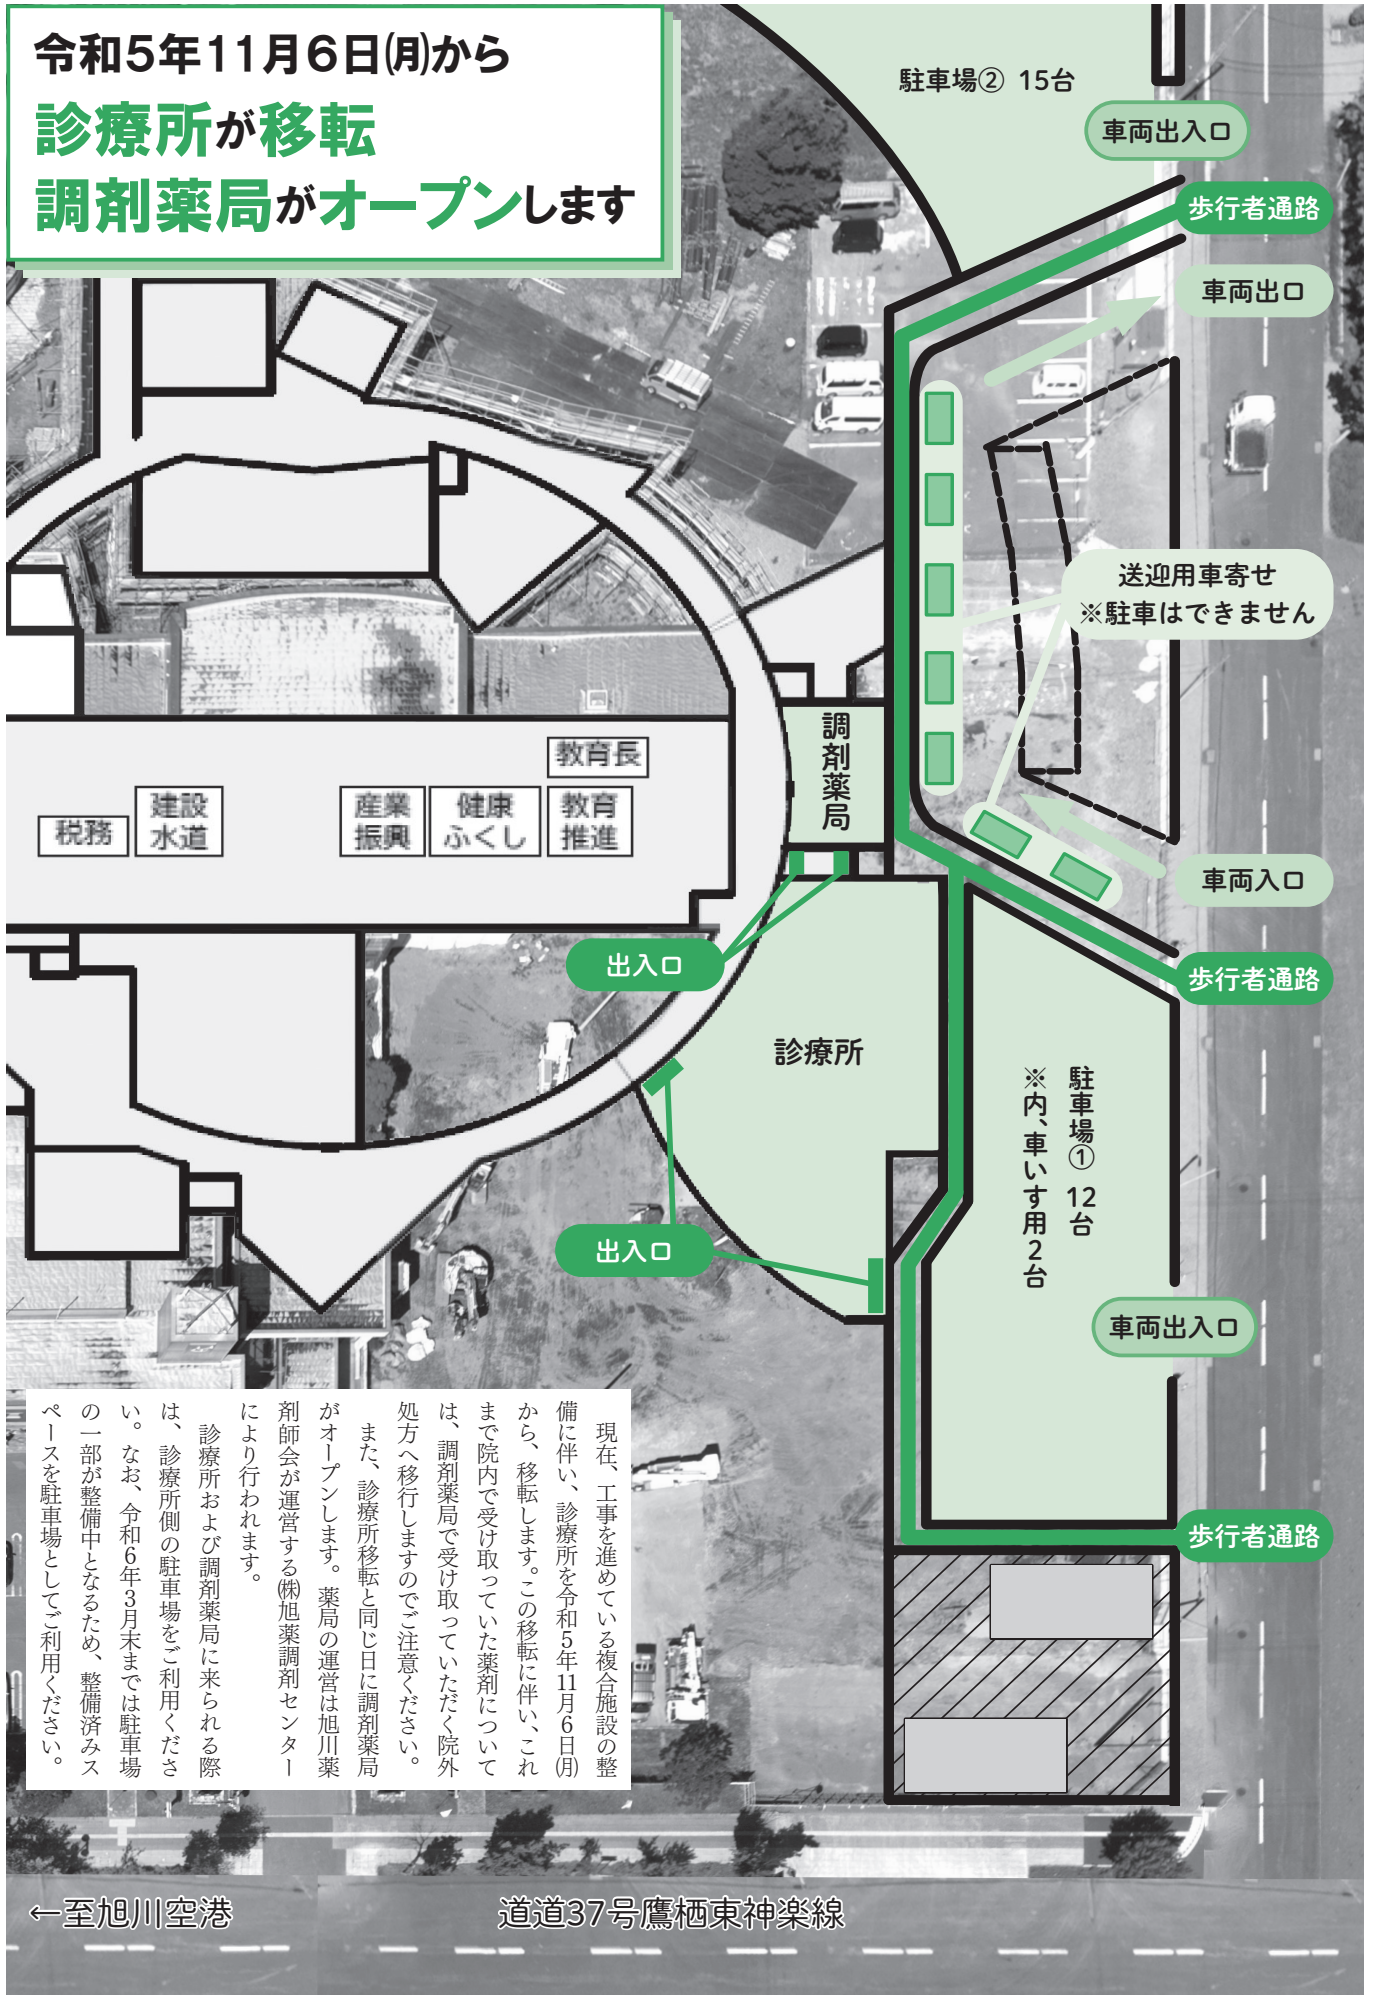 令和5年11月6日㈪から
診療所が移転
調剤薬局がオープンします
駐車場② 15台
車両出入口
歩行者通路
車両出口
送迎用車寄せ
※駐車はできません
調剤薬局
教育長
税務
建設
水道
産業
振興
健康
ふくし
教育
推進
車両入口
出入口
歩行者通路
診療所
駐車場① 12台
※内、車いす用2台
出入口
車両出入口
歩行者通路
現在、工事を進めている複合施設の整
備に伴い、診療所を令和5年11月6日㈪
から、移転します。この移転に伴い、これ
まで院内で受け取っていた薬剤について
は、調剤薬局で受け取っていただく院外
処方へ移行しますのでご注意ください。
また、診療所移転と同じ日に調剤薬局
がオープンします。薬局の運営は旭川薬
剤師会が運営する㈱旭薬調剤センター
により行われます。
診療所および調剤薬局に来られる際
は、診療所側の駐車場をご利用くださ
い。なお、令和6年3月末までは駐車場
の一部が整備中となるため、整備済みス
ペースを駐車場としてご利用ください。
←至旭川空港
道道37号鷹栖東神楽線